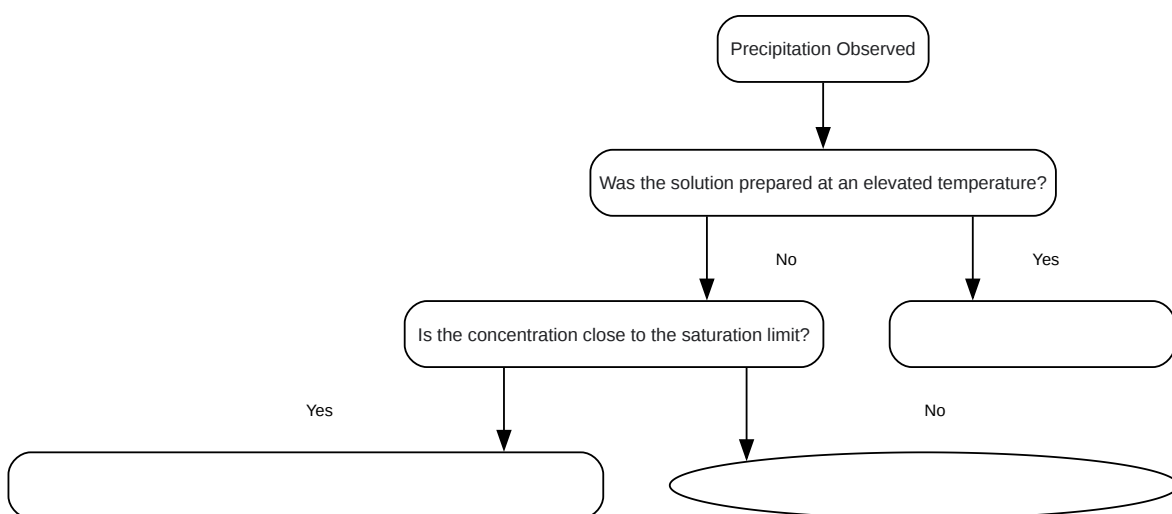 Precipitation Observed
Was the solution prepared at an elevated temperature?
No
Yes
Is the concentration close to the saturation limit?
Yes
No